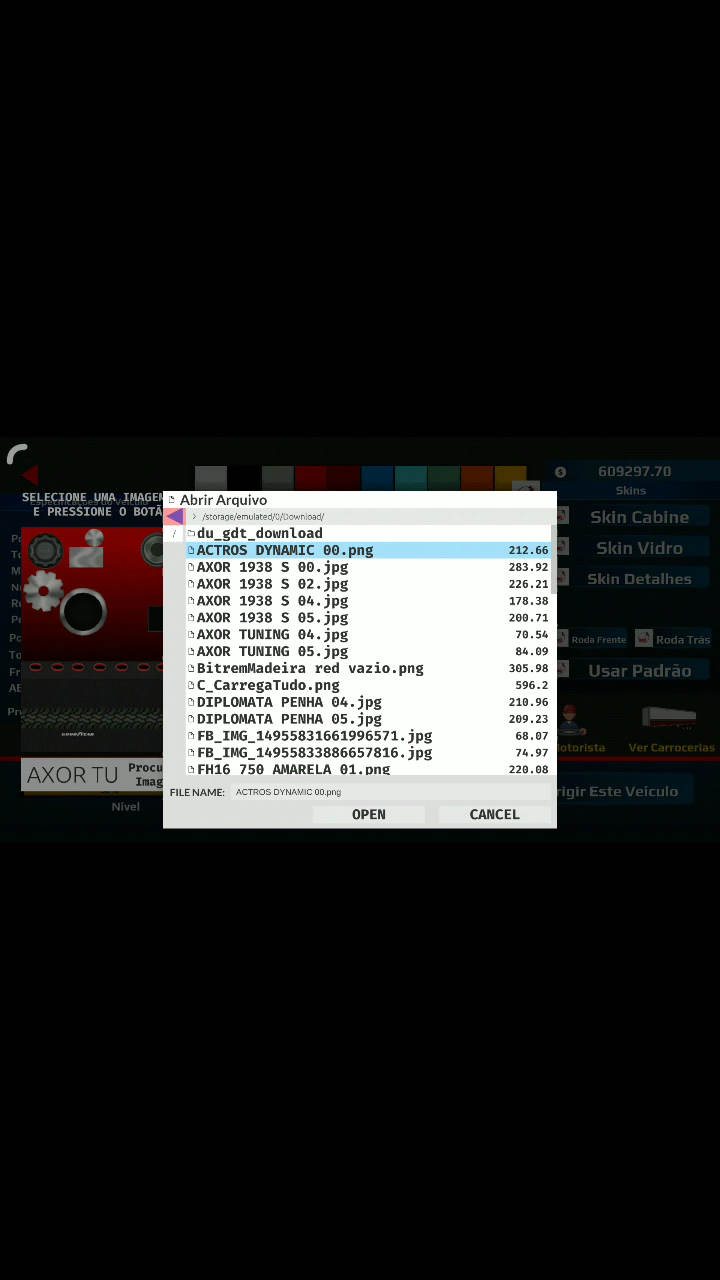 609297.70
Skins
SELECIONE UMA IMAGEM
E PRESSIONE O BOTÃ
Especificações do Veículo
Abrir Arquivo
> /storage/emulated/0/Download/
/
du_gdt_download
ACTROS DYNAMIC 00.png 212.66
AXOR 1938 S 00.jpg 283.92
AXOR 1938 S 02.jpg 226.21
AXOR 1938 S 04.jpg 178.38
AXOR 1938 S 05.jpg 200.71
AXOR TUNING 04.jpg 70.54
AXOR TUNING 05.jpg 84.09
BitremMadeira red vazio.png 305.98
C_CarregaTudo.png 596.2
DIPLOMATA PENHA 04.jpg 210.96
DIPLOMATA PENHA 05.jpg 209.23
FB_IMG_14955831661996571.jpg 68.07
FB_IMG_14955833886657816.jpg 74.97
FH16 750 AMARELA 01.png 220.08
FILE NAME: ACTROS DYNAMIC 00.png
OPEN CANCEL
Skin Cabine
Skin Vidro
Skin Detalhes
Roda Frente Roda Trás
Usar Padrão
otorista Ver Carrocerias
rigir Este Veículo
GOODYEAR
AXOR TU
Procu
Imag
Nível